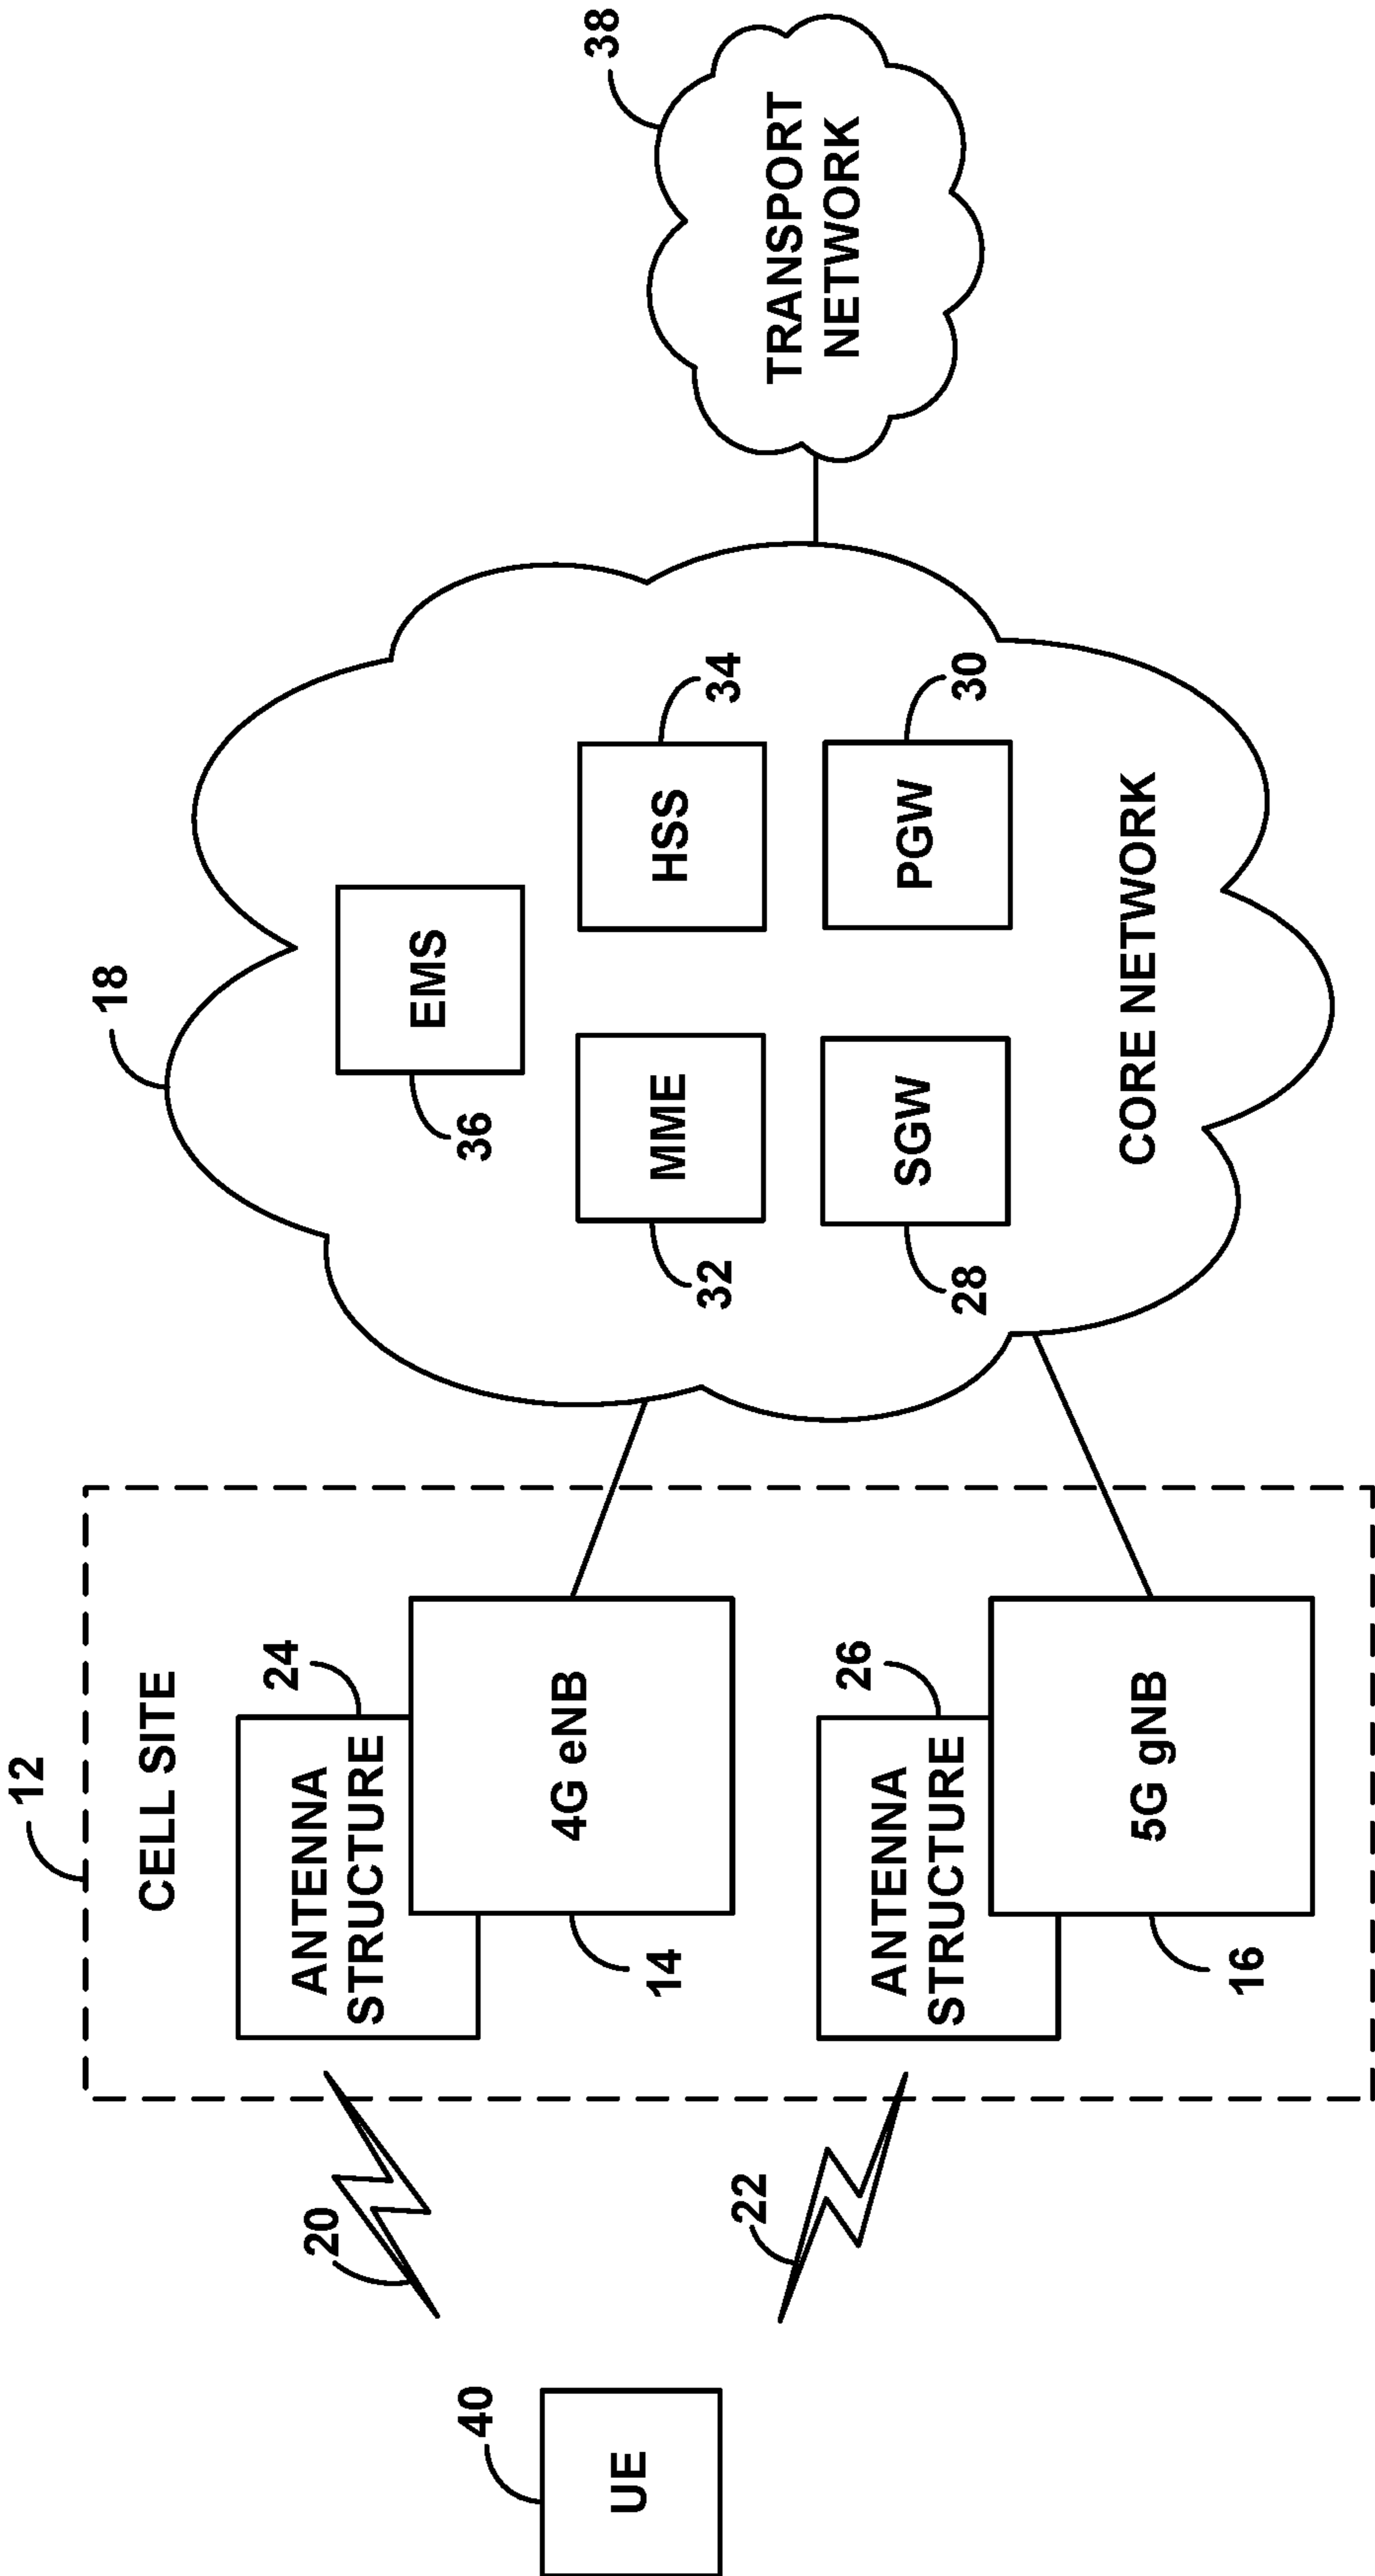 12
CELL SITE
24
ANTENNA
STRUCTURE
4G eNB
14
26
ANTENNA
STRUCTURE
5G gNB
16
20
22
40
UE
18
36
EMS
32
MME
34
HSS
28
SGW
30
PGW
CORE NETWORK
38
TRANSPORT
NETWORK